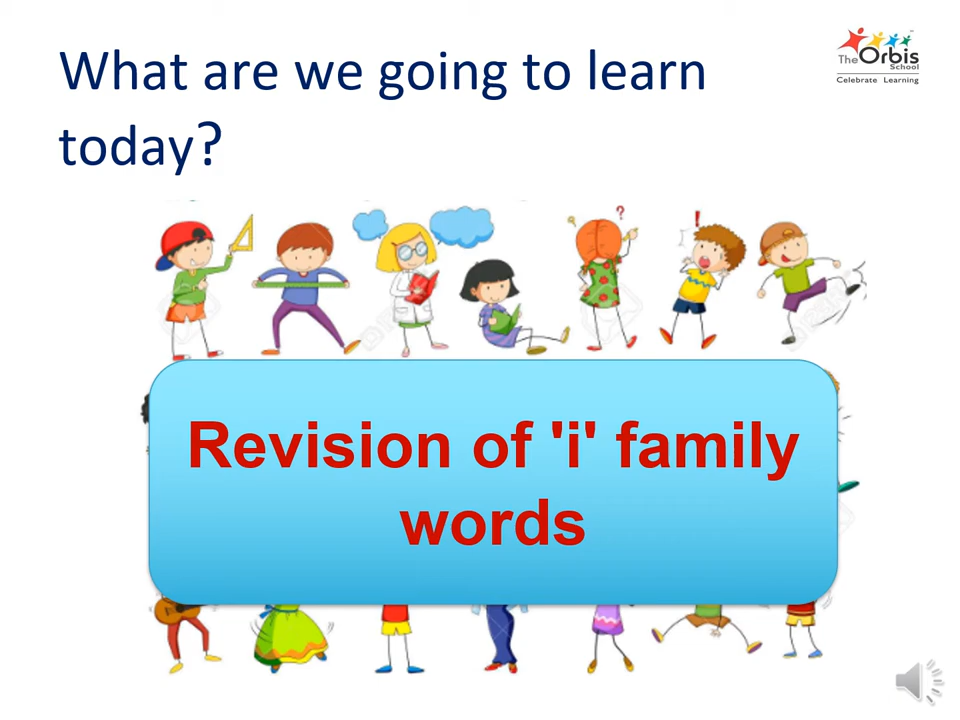 What are we going to learn
today?
The Orbis
School
Celebrate Learning
Revision of 'i' family
words